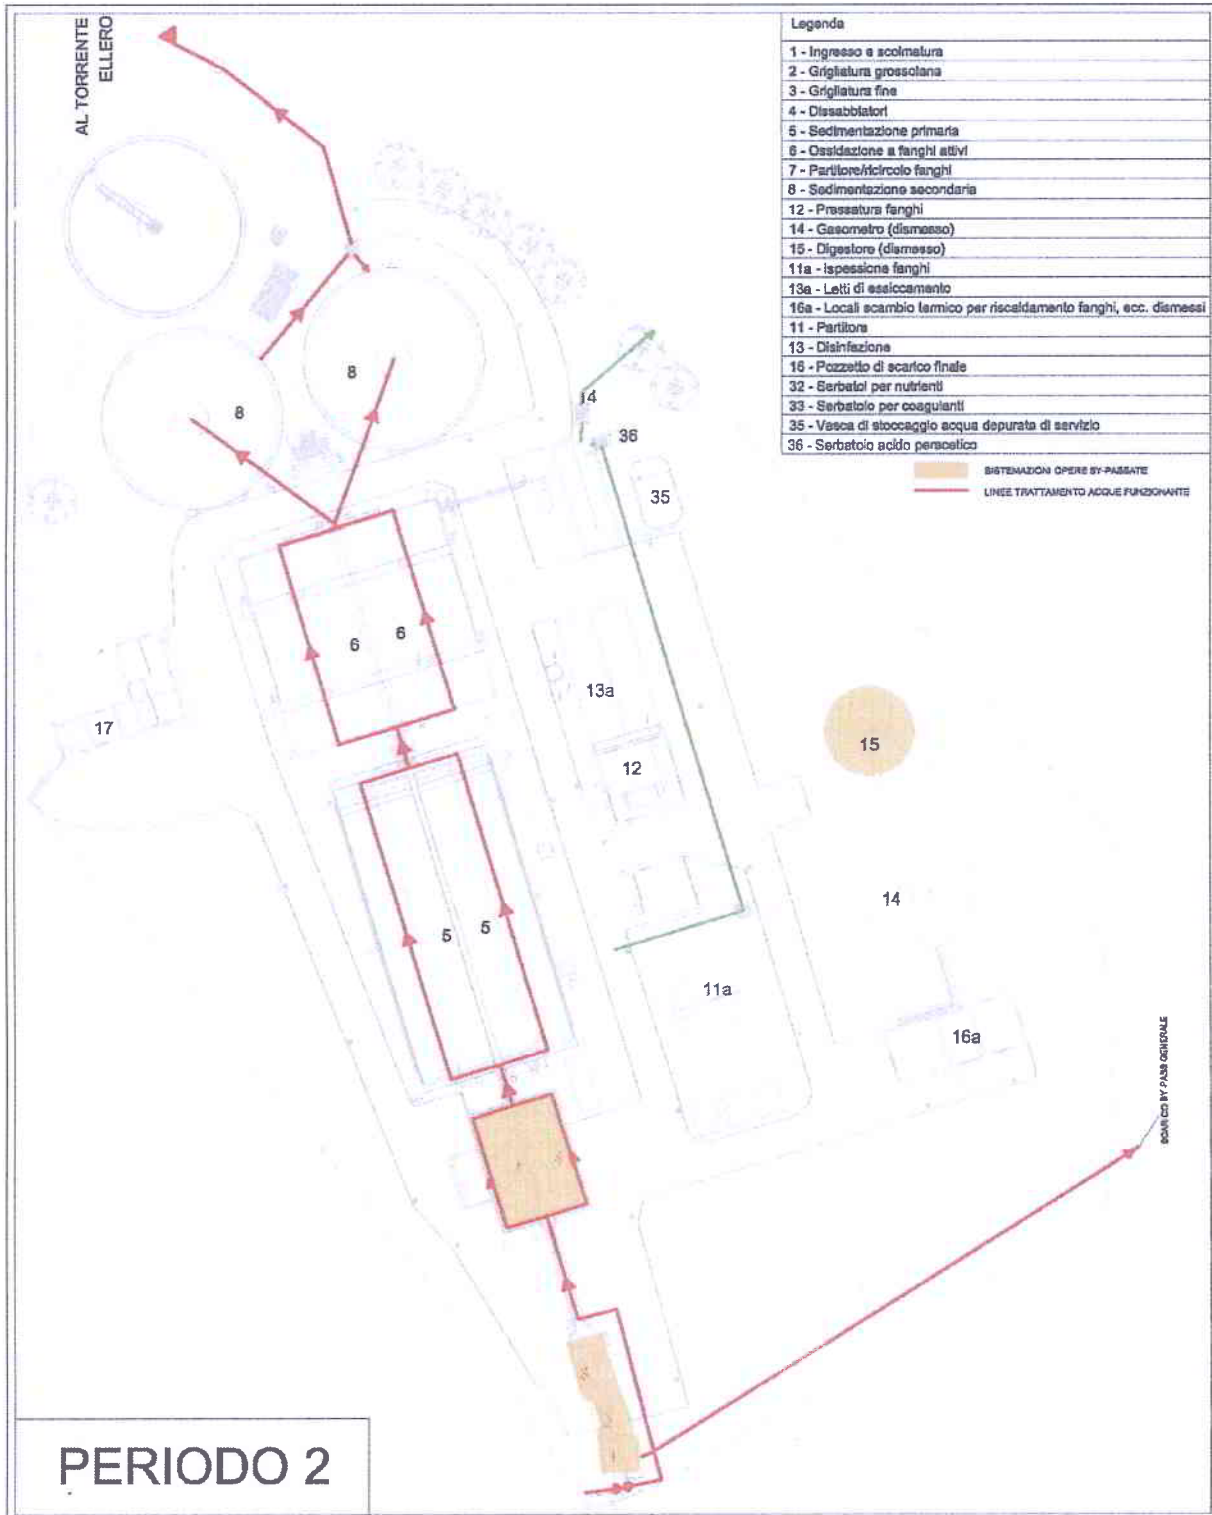 AL TORRENTE
ELLERO
Legenda
1 - Ingresso e scolmatura
2 - Grigliatura grossolana
3 - Grigliatura fine
4 - Dissabbiatori
5 - Sedimentazione primaria
6 - Ossidazione a fanghi attivi
7 - Partitore/ricircolo fanghi
8 - Sedimentazione secondaria
12 - Pressatura fanghi
14 - Gasometro (dismesso)
15 - Digestore (dismesso)
11a - Ispessione fanghi
13a - Letti di essiccamento
16a - Locali scambio termico per riscaldamento fanghi, ecc. dismessi
11 - Partitore
13 - Disinfezione
16 - Pozzetto di scarico finale
32 - Serbatoi per nutrienti
33 - Serbatoio per coagulanti
35 - Vasca di stoccaggio acqua depurata di servizio
36 - Serbatoio acido peracetico
SISTEMAZIONI OPERE BY-PASSATE
LINEE TRATTAMENTO ACQUE FUNZIONANTE
8
8
14
36
35
6
6
13a
17
15
12
14
5
5
11a
16a
SCARICO BY-PASS GENERALE
PERIODO 2